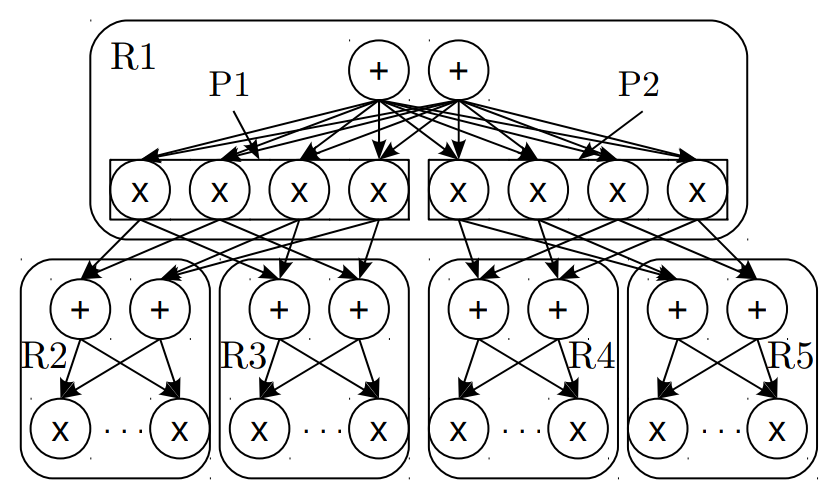 R1
+ +
P1 P2
x x x x x x x x
+ + + + + + + +
R2 R3 R4 R5
x ... x x ... x x ... x x ... x